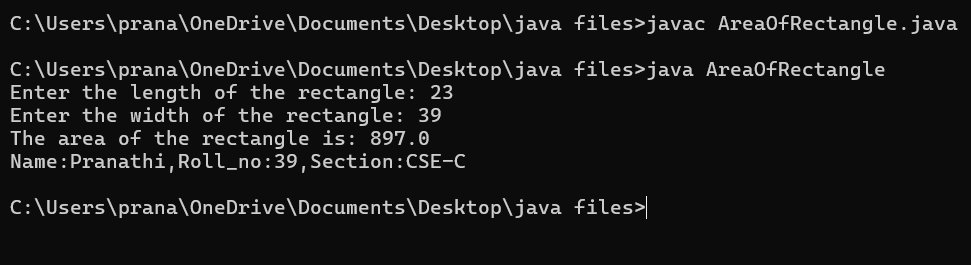 C:\Users\prana\OneDrive\Documents\Desktop\java files>javac AreaOfRectangle.java
C:\Users\prana\OneDrive\Documents\Desktop\java files>java AreaOfRectangle
Enter the length of the rectangle: 23
Enter the width of the rectangle: 39
The area of the rectangle is: 897.0
Name:Pranathi,Roll_no:39,Section:CSE-C
C:\Users\prana\OneDrive\Documents\Desktop\java files>